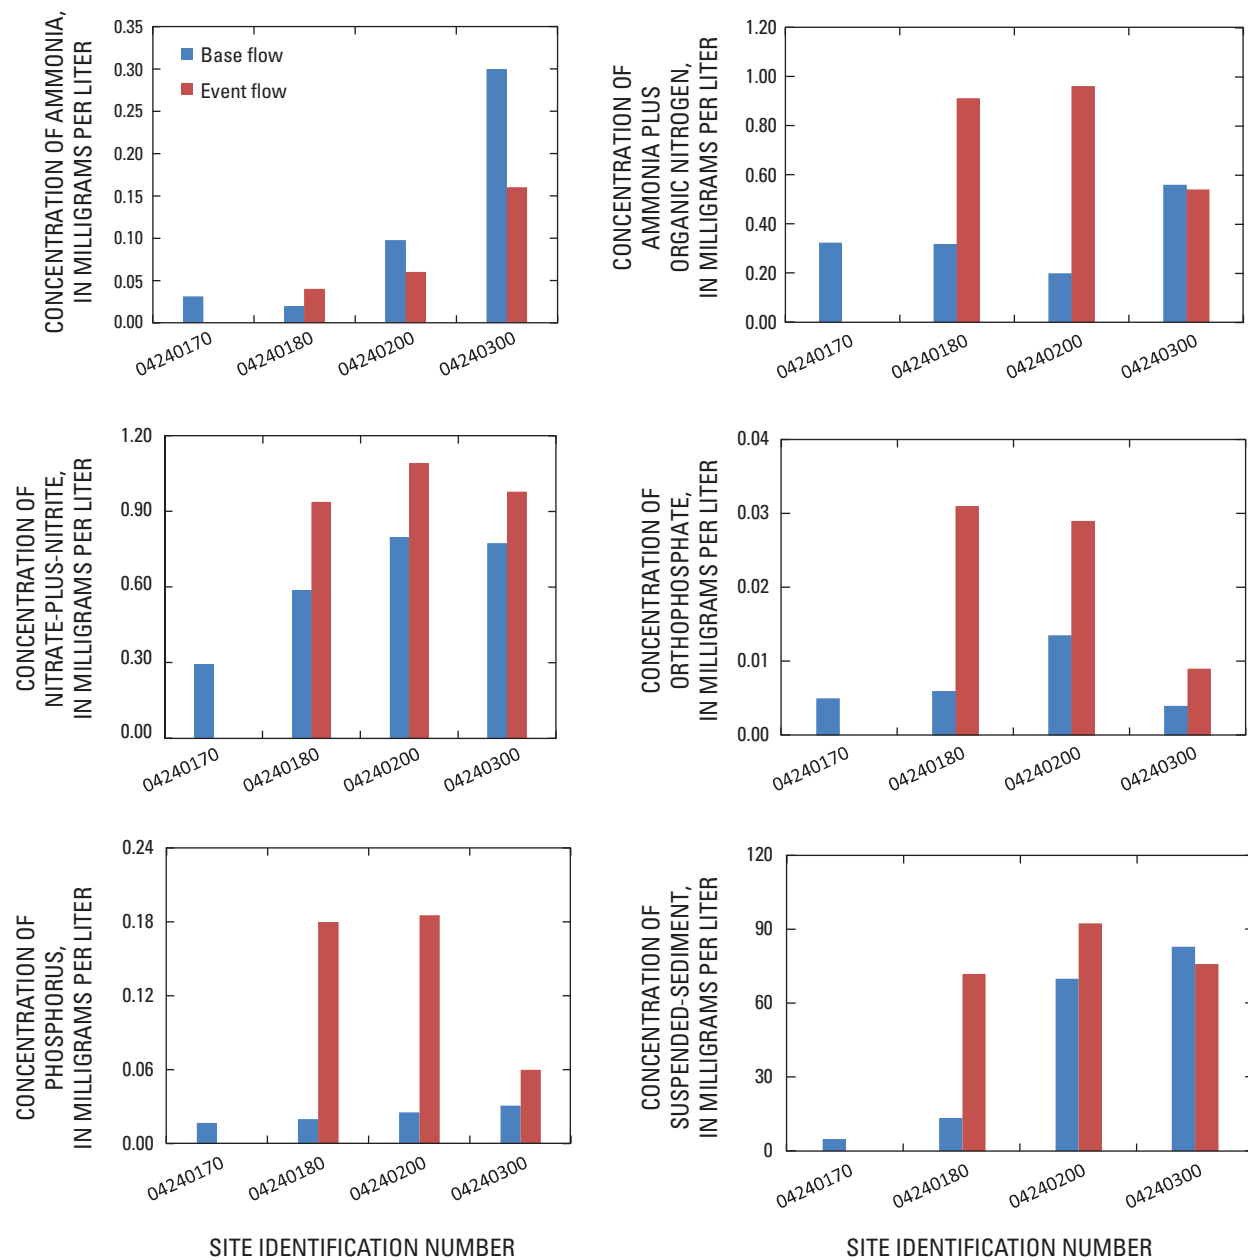 CONCENTRATION OF AMMONIA,
IN MILLIGRAMS PER LITER
0.35
0.30
0.25
0.20
0.15
0.10
0.05
0.00
Base flow
Event flow
04240170
04240180
04240200
04240300
CONCENTRATION OF
AMMONIA PLUS
ORGANIC NITROGEN,
IN MILLIGRAMS PER LITER
1.20
1.00
0.80
0.60
0.40
0.20
0.00
04240170
04240180
04240200
04240300
CONCENTRATION OF
NITRATE-PLUS-NITRITE,
IN MILLIGRAMS PER LITER
1.20
0.90
0.60
0.30
0.00
04240170
04240180
04240200
04240300
CONCENTRATION OF
ORTHOPHOSPHATE,
IN MILLIGRAMS PER LITER
0.04
0.03
0.02
0.01
0.00
04240170
04240180
04240200
04240300
CONCENTRATION OF
PHOSPHORUS,
IN MILLIGRAMS PER LITER
0.24
0.18
0.12
0.06
0.00
04240170
04240180
04240200
04240300
SITE IDENTIFICATION NUMBER
CONCENTRATION OF
SUSPENDED-SEDIMENT,
IN MILLIGRAMS PER LITER
120
90
60
30
0
04240170
04240180
04240200
04240300
SITE IDENTIFICATION NUMBER